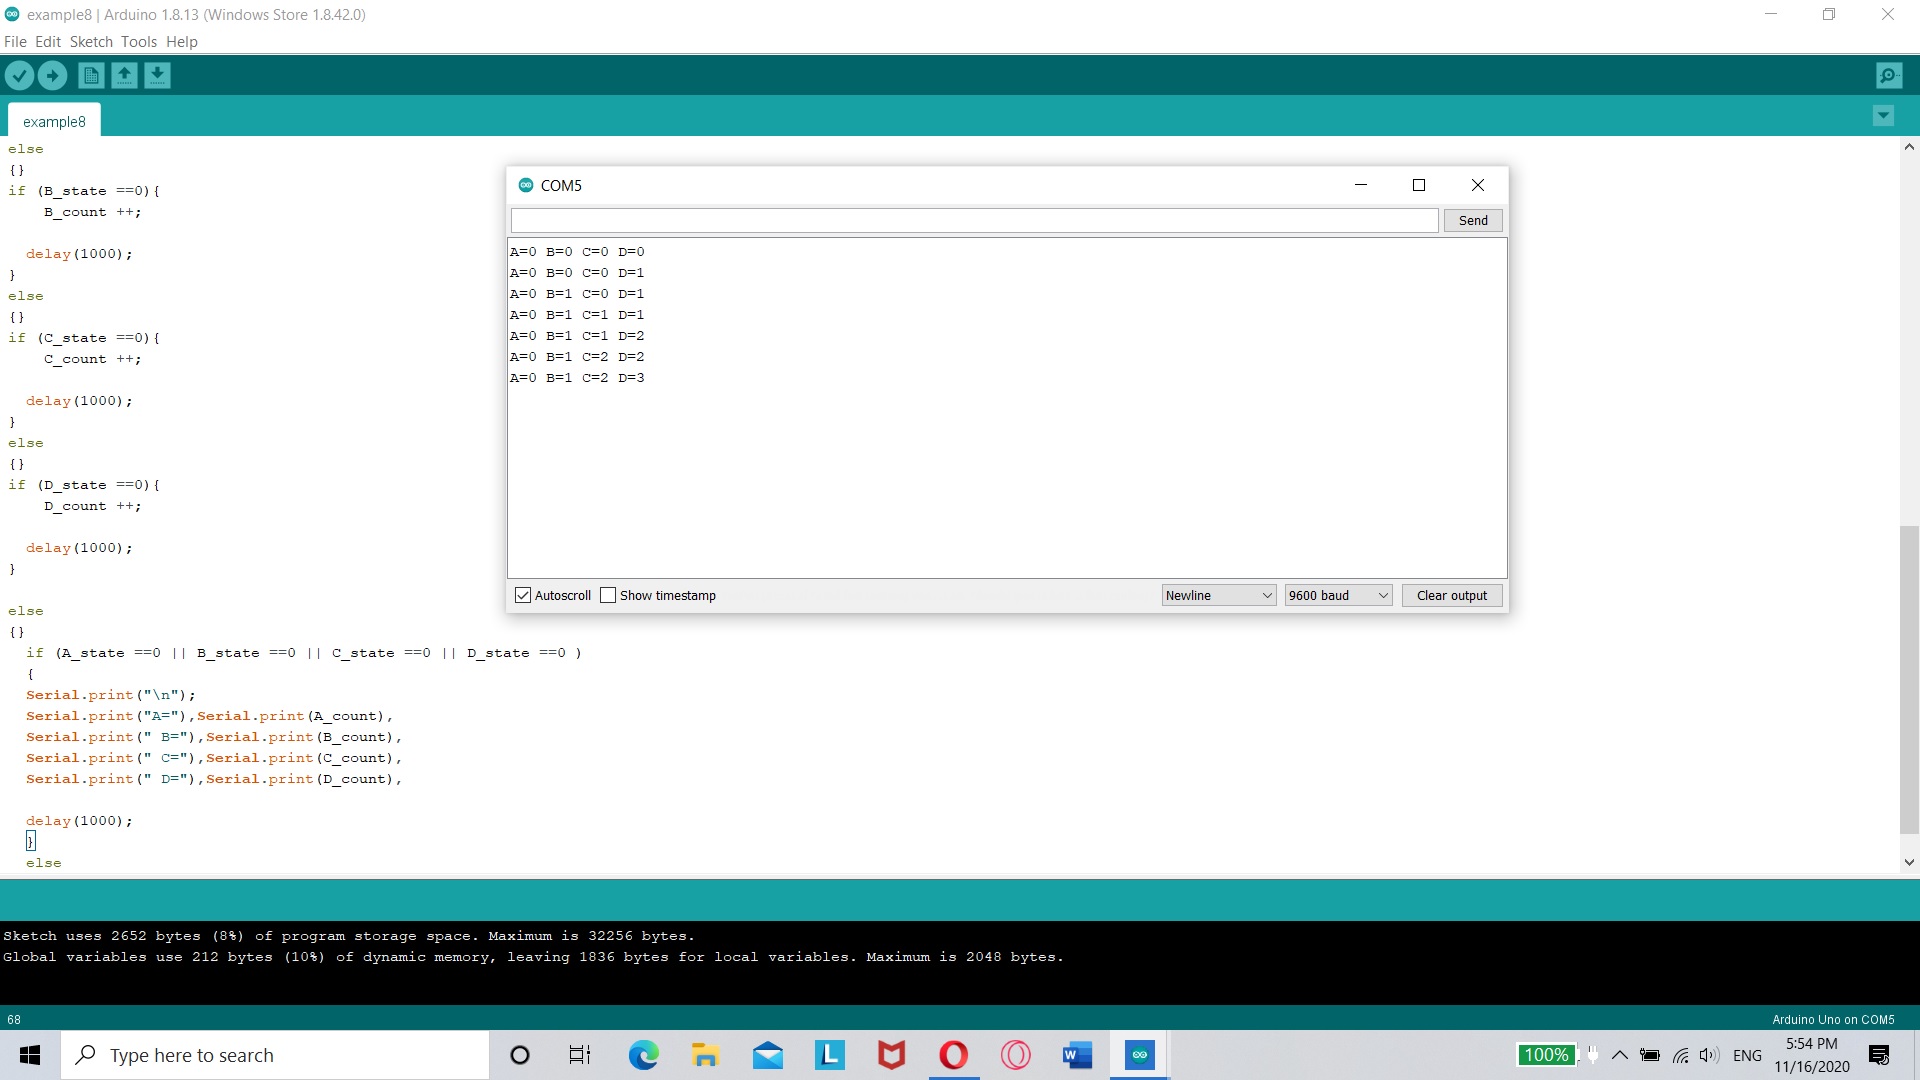 example8 | Arduino 1.8.13 (Windows Store 1.8.42.0)
File Edit Sketch Tools Help
example8
else
{}
if (B_state ==0){
    B_count ++;
  delay(1000);
}
else
{}
if (C_state ==0){
    C_count ++;
  delay(1000);
}
else
{}
if (D_state ==0){
    D_count ++;
  delay(1000);
}
else
{}
  if (A_state ==0 || B_state ==0 || C_state ==0 || D_state ==0 )
  {
  Serial.print("\n");
  Serial.print("A="),Serial.print(A_count),
  Serial.print(" B="),Serial.print(B_count),
  Serial.print(" C="),Serial.print(C_count),
  Serial.print(" D="),Serial.print(D_count),
  delay(1000);
  }
  else
COM5
Send
A=0 B=0 C=0 D=0
A=0 B=0 C=0 D=1
A=0 B=1 C=0 D=1
A=0 B=1 C=1 D=1
A=0 B=1 C=1 D=2
A=0 B=1 C=2 D=2
A=0 B=1 C=2 D=3
Autoscroll Show timestamp Newline 9600 baud Clear output
Sketch uses 2652 bytes (8%) of program storage space. Maximum is 32256 bytes.
Global variables use 212 bytes (10%) of dynamic memory, leaving 1836 bytes for local variables. Maximum is 2048 bytes.
68 Arduino Uno on COM5
Type here to search
L
W
100%
ENG
5:54 PM
11/16/2020